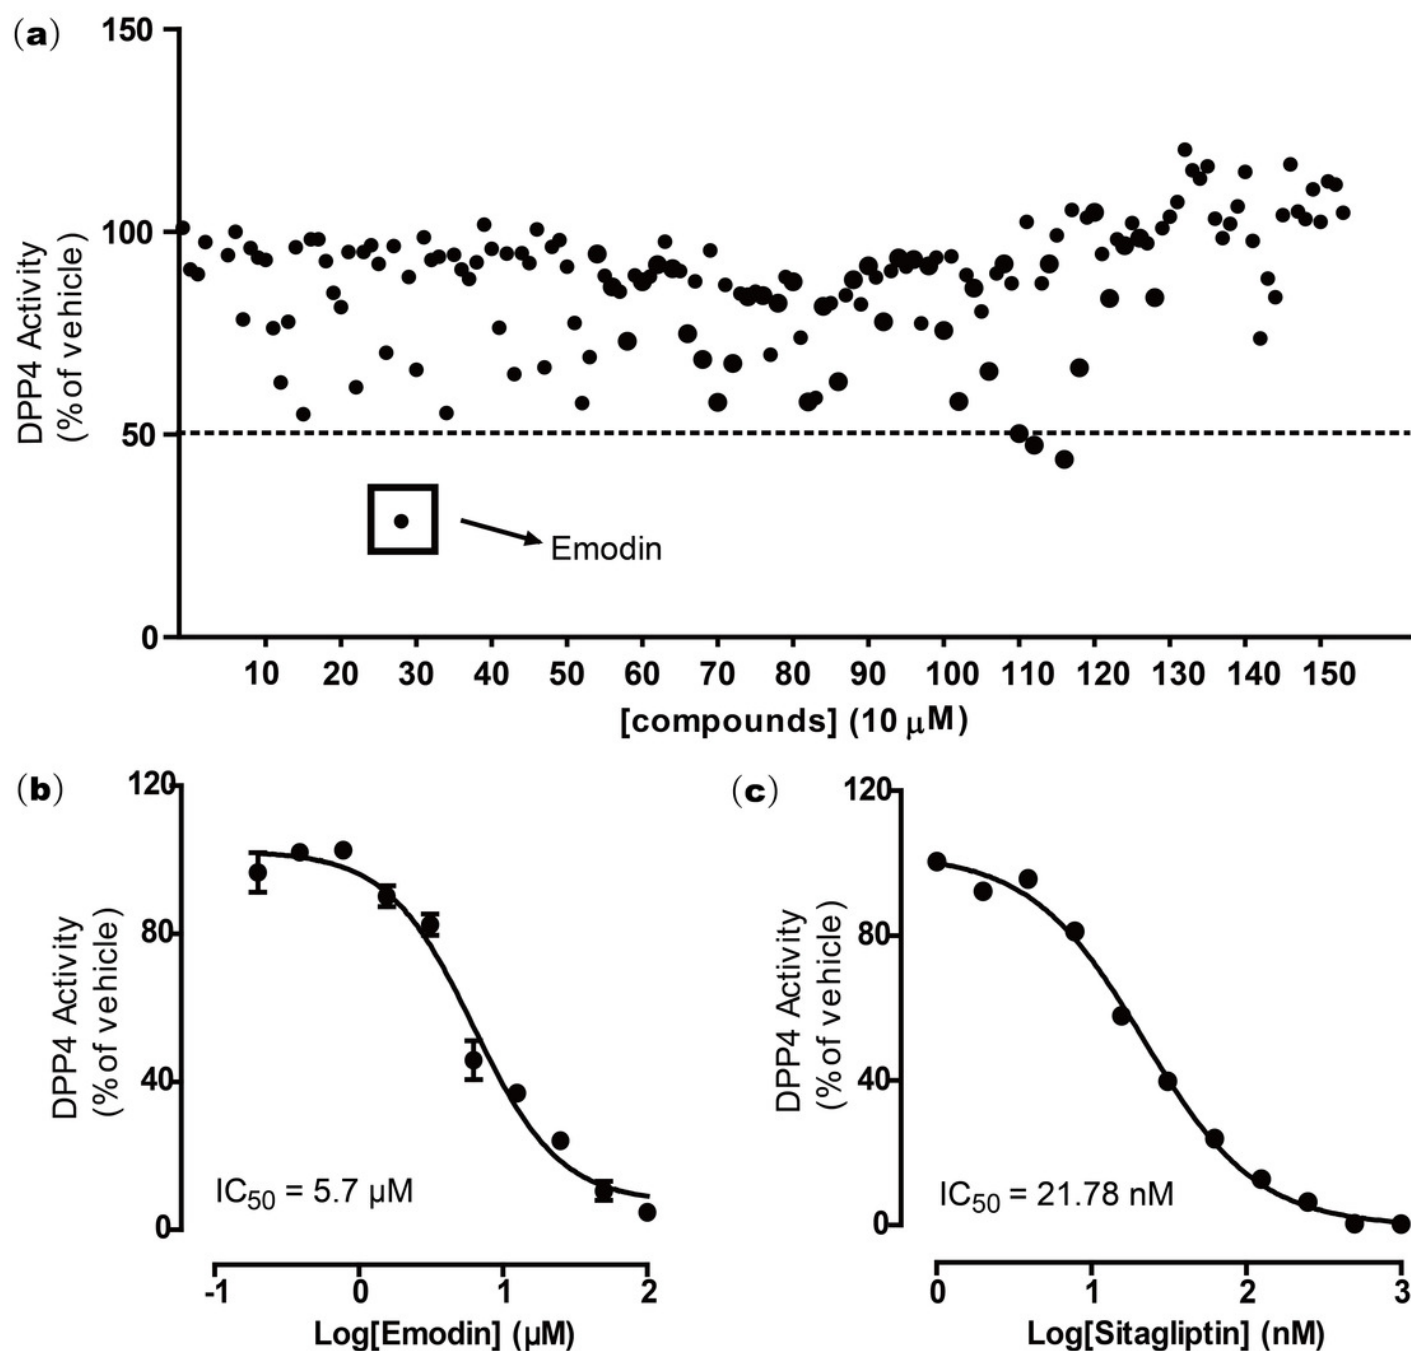 (a)
150
100
50
0
DPP4 Activity
(% of vehicle)
Emodin
10 20 30 40 50 60 70 80 90 100 110 120 130 140 150
[compounds] (10 μM)
(b)
120
80
40
0
DPP4 Activity
(% of vehicle)
IC50 = 5.7 μM
-1 0 1 2
Log[Emodin] (μM)
(c)
120
80
40
0
DPP4 Activity
(% of vehicle)
IC50 = 21.78 nM
0 1 2 3
Log[Sitagliptin] (nM)